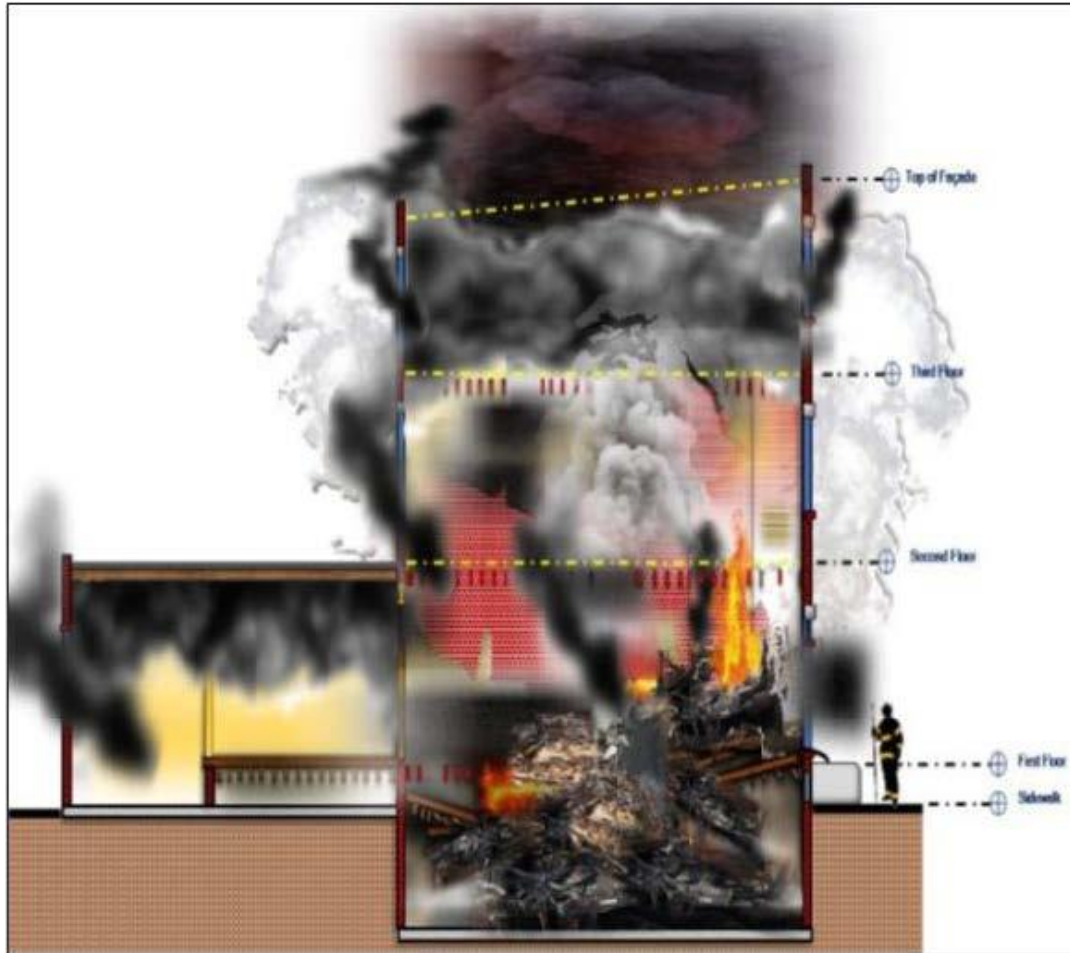 Top of Façade
Third Floor
Second Floor
First Floor
Sidewalk